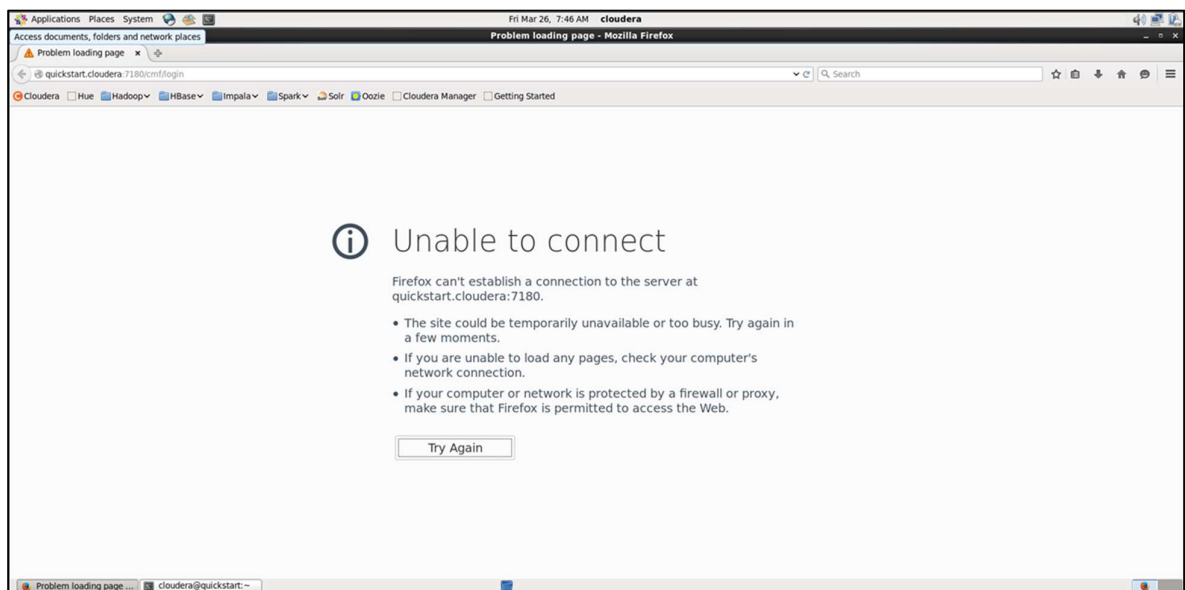 Applications Places System Fri Mar 26, 7:46 AM cloudera
Access documents, folders and network places Problem loading page - Mozilla Firefox
Problem loading page
quickstart.cloudera:7180/cmf/login Search
Cloudera Hue Hadoop HBase Impala Spark Solr Oozie Cloudera Manager Getting Started
Unable to connect
Firefox can't establish a connection to the server at
quickstart.cloudera:7180.
• The site could be temporarily unavailable or too busy. Try again in
a few moments.
• If you are unable to load any pages, check your computer's
network connection.
• If your computer or network is protected by a firewall or proxy,
make sure that Firefox is permitted to access the Web.
Try Again
Problem loading page ... cloudera@quickstart:~